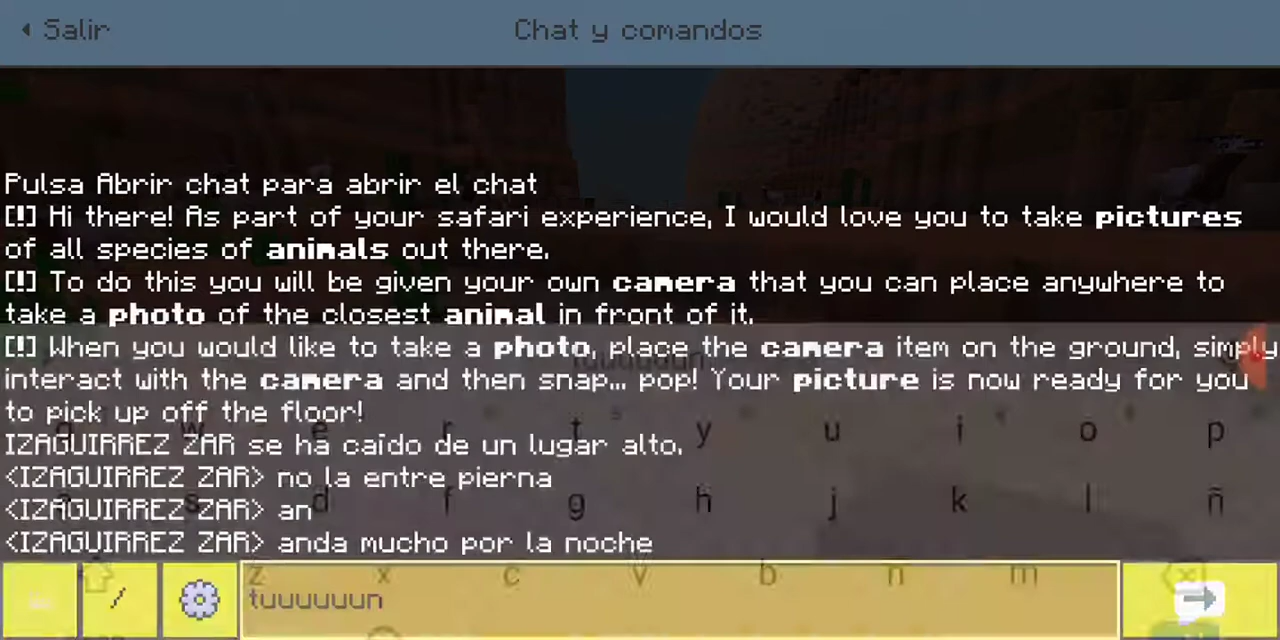 Salir
Chat y comandos
Pulsa Abrir chat para abrir el chat
[!] Hi there! As part of your safari experience, I would love you to take pictures
of all species of animals out there.
[!] To do this you will be given your own camera that you can place anywhere to
take a photo of the closest animal in front of it.
[!] When you would like to take a photo, place the camera item on the ground, simply
interact with the camera and then snap... pop! Your picture is now ready for you
to pick up off the floor!
IZAGUIRREZ ZAR se ha caído de un lugar alto.
<IZAGUIRREZ ZAR> no la entre pierna
<IZAGUIRREZ ZAR> an
<IZAGUIRREZ ZAR> anda mucho por la noche
q w e r t y u i o p
a s d f g h j k l ñ
z x c v b n m
/
tuuuuuun